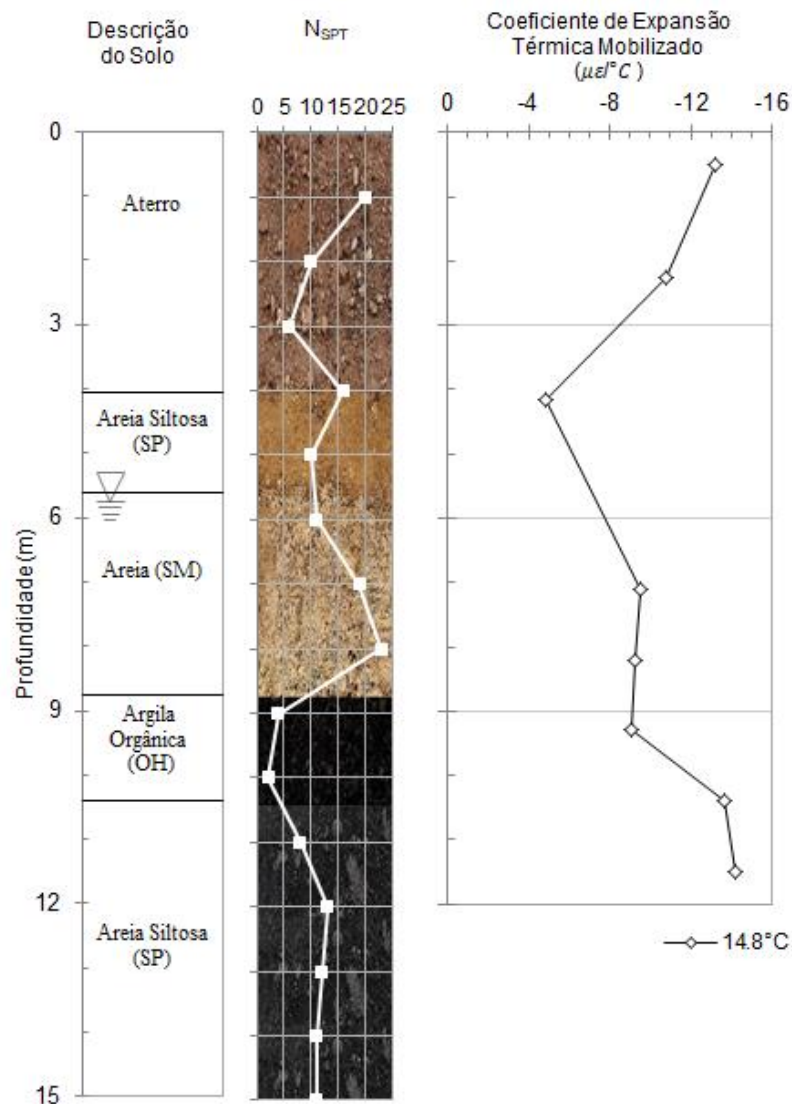 Descrição
do Solo
N_SPT
Coeficiente de Expansão
Térmica Mobilizado
(με/°C )
0 5 10 15 20 25
0 -4 -8 -12 -16
0
3
6
9
12
15
Profundidade (m)
Aterro
Areia Siltosa
(SP)
Areia (SM)
Argila
Orgânica
(OH)
Areia Siltosa
(SP)
14.8°C